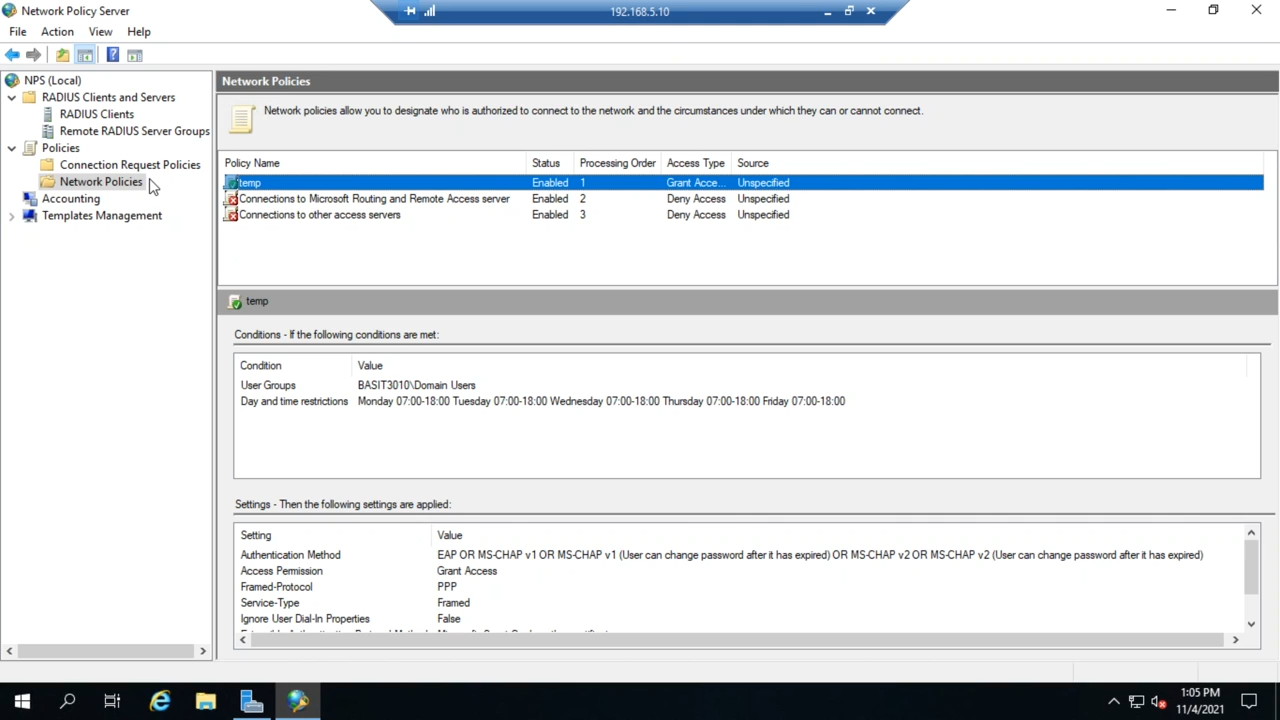 Network Policy Server
192.168.5.10
File Action View Help
NPS (Local)
RADIUS Clients and Servers
RADIUS Clients
Remote RADIUS Server Groups
Policies
Connection Request Policies
Network Policies
Accounting
Templates Management
Network Policies
Network policies allow you to designate who is authorized to connect to the network and the circumstances under which they can or cannot connect.
Policy Name Status Processing Order Access Type Source
temp Enabled 1 Grant Acce... Unspecified
Connections to Microsoft Routing and Remote Access server Enabled 2 Deny Access Unspecified
Connections to other access servers Enabled 3 Deny Access Unspecified
temp
Conditions - If the following conditions are met:
Condition Value
User Groups BASIT3010\Domain Users
Day and time restrictions Monday 07:00-18:00 Tuesday 07:00-18:00 Wednesday 07:00-18:00 Thursday 07:00-18:00 Friday 07:00-18:00
Settings - Then the following settings are applied:
Setting Value
Authentication Method EAP OR MS-CHAP v1 OR MS-CHAP v1 (User can change password after it has expired) OR MS-CHAP v2 OR MS-CHAP v2 (User can change password after it has expired)
Access Permission Grant Access
Framed-Protocol PPP
Service-Type Framed
Ignore User Dial-In Properties False
1:05 PM
11/4/2021